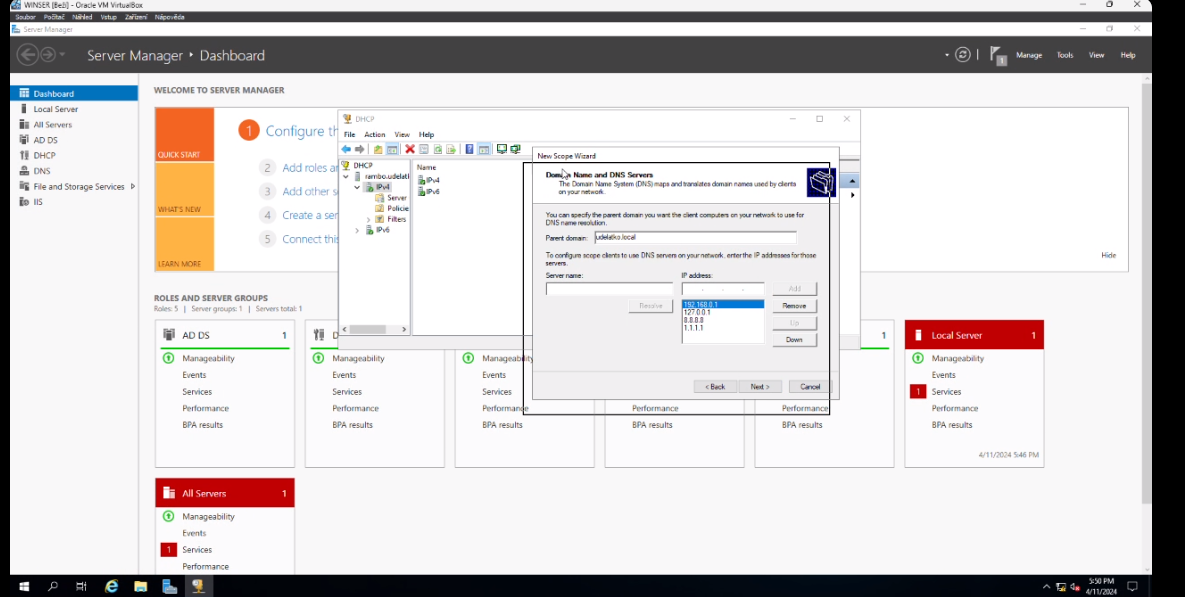 WINSER [Beží] - Oracle VM VirtualBox
Soubor Počítač Náhled Vstup Zařízení Nápověda
Server Manager
Server Manager • Dashboard
1
Manage Tools View Help
Dashboard
Local Server
All Servers
AD DS
DHCP
DNS
File and Storage Services
IIS
WELCOME TO SERVER MANAGER
QUICK START
WHAT'S NEW
LEARN MORE
1 Configure th
2 Add roles an
3 Add other s
4 Create a ser
5 Connect this
Hide
DHCP
File Action View Help
DHCP
rambo.udelatl
IPv4
Server
Policie
Filters
IPv6
Name
IPv4
IPv6
New Scope Wizard
Domain Name and DNS Servers
The Domain Name System (DNS) maps and translates domain names used by clients
on your network.
You can specify the parent domain you want the client computers on your network to use for
DNS name resolution.
Parent domain: udelatko.local
To configure scope clients to use DNS servers on your network, enter the IP addresses for those
servers.
Server name: IP address:
Add
Resolve
192.168.0.1
127.0.0.1
8.8.8.8
1.1.1.1
Remove
Up
Down
< Back Next > Cancel
ROLES AND SERVER GROUPS
Roles: 5 | Server groups: 1 | Servers total: 1
AD DS 1
Manageability
Events
Services
Performance
BPA results
D
Manageability
Events
Services
Performance
BPA results
Manageability
Events
Services
Performance
BPA results
Performance
BPA results
1
Performance
BPA results
Local Server 1
Manageability
Events
1 Services
Performance
BPA results
4/11/2024 5:46 PM
All Servers 1
Manageability
Events
1 Services
Performance
5:50 PM
4/11/2024